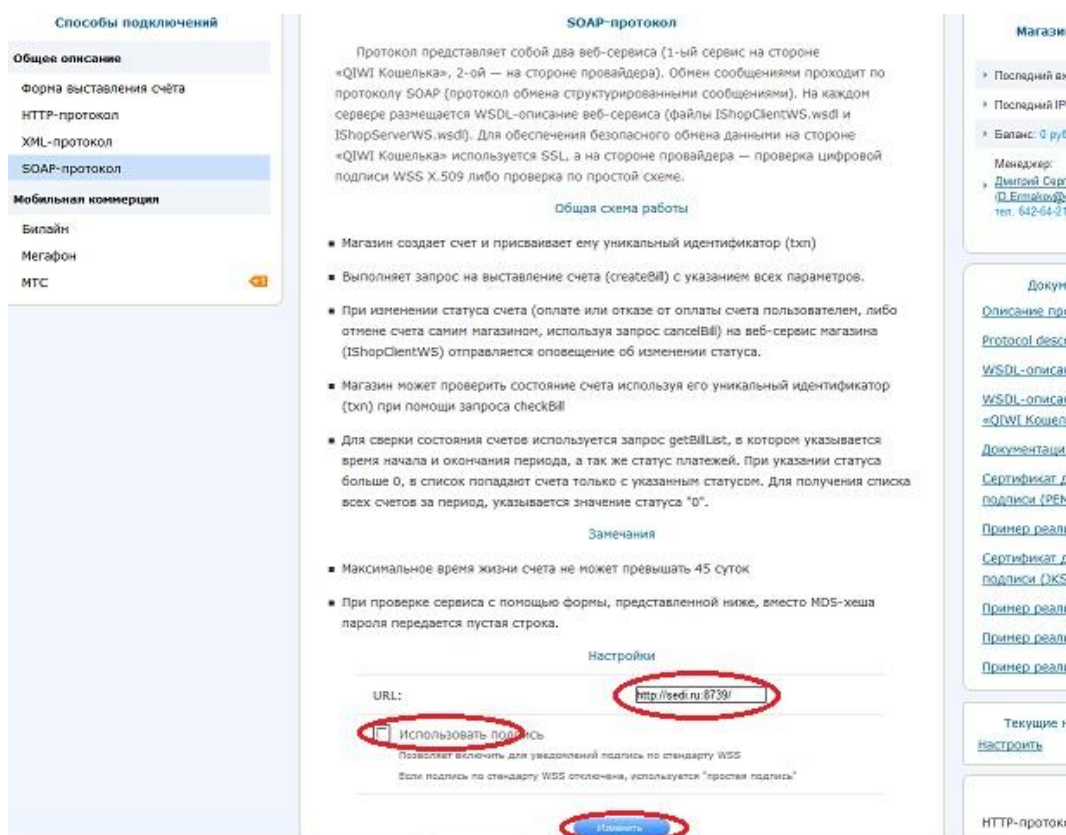 Способы подключений
Общее описание
Форма выставления счёта
HTTP-протокол
XML-протокол
SOAP-протокол
Мобильная коммерция
Билайн
Мегафон
МТС
SOAP-протокол
Протокол представляет собой два веб-сервиса (1-ый сервис на стороне
«QIWI Кошелька», 2-ой — на стороне провайдера). Обмен сообщениями проходит по
протоколу SOAP (протокол обмена структурированными сообщениями). На каждом
сервере размещается WSDL-описание веб-сервиса (файлы IShopClientWS.wsdl и
IShopServerWS.wsdl). Для обеспечения безопасного обмена данными на стороне
«QIWI Кошелька» используется SSL, а на стороне провайдера — проверка цифровой
подписи WSS X.509 либо проверка по простой схеме.
Общая схема работы
Магазин создает счет и присваивает ему уникальный идентификатор (txn)
Выполняет запрос на выставление счета (createBill) с указанием всех параметров.
При изменении статуса счета (оплате или отказе от оплаты счета пользователем, либо
отмене счета самим магазином, используя запрос cancelBill) на веб-сервис магазина
(IShopClientWS) отправляется оповещение об изменении статуса.
Магазин может проверить состояние счета используя его уникальный идентификатор
(txn) при помощи запроса checkBill
Для сверки состояния счетов используется запрос getBillList, в котором указывается
время начала и окончания периода, а так же статус платежей. При указании статуса
больше 0, в список попадают счета только с указанным статусом. Для получения списка
всех счетов за период, указывается значение статуса "0".
Замечания
Максимальное время жизни счета не может превышать 45 суток
При проверке сервиса с помощью формы, представленной ниже, вместо MD5-хеша
пароля передается пустая строка.
Настройки
URL:
http://sedi.ru:8739/
Использовать подпись
Позволяет включить для уведомлений подпись по стандарту WSS
Если подпись по стандарту WSS отключена, используется "простая подпись"
Изменить
Магази
Последний вх
Последний IP
Баланс: 0 руб
Менеджер:
Дмитрий Серг
(D.Ermakov@
тел. 642-64-21
Докум
Описание про
Protocol desc
WSDL-описан
WSDL-описан
«QIWI Кошел
Документаци
Сертификат д
подписи (PEM
Пример реали
Сертификат д
подписи (JKS
Пример реали
Пример реали
Пример реали
Текущие н
Настроить
HTTP-проток